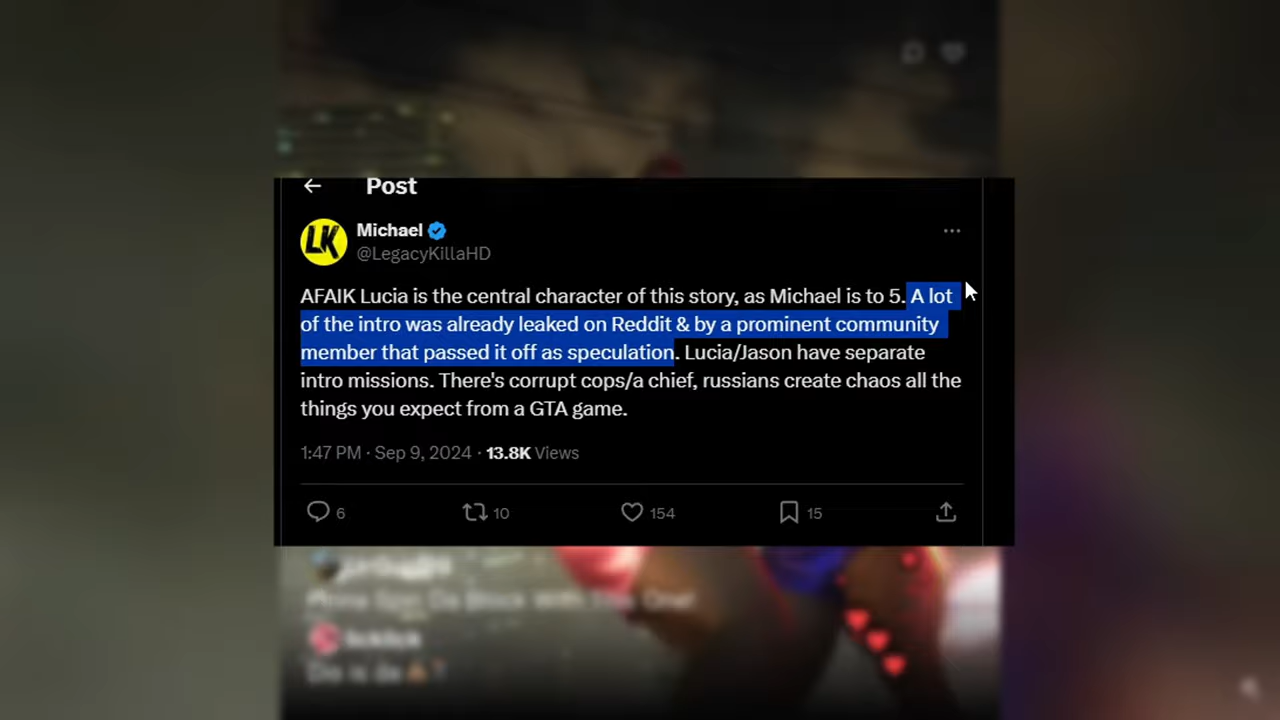 Post
Michael
@LegacyKillaHD
AFAIK Lucia is the central character of this story, as Michael is to 5. A lot
of the intro was already leaked on Reddit & by a prominent community
member that passed it off as speculation. Lucia/Jason have separate
intro missions. There's corrupt cops/a chief, russians create chaos all the
things you expect from a GTA game.
1:47 PM · Sep 9, 2024 · 13.8K Views
6 10 154 15